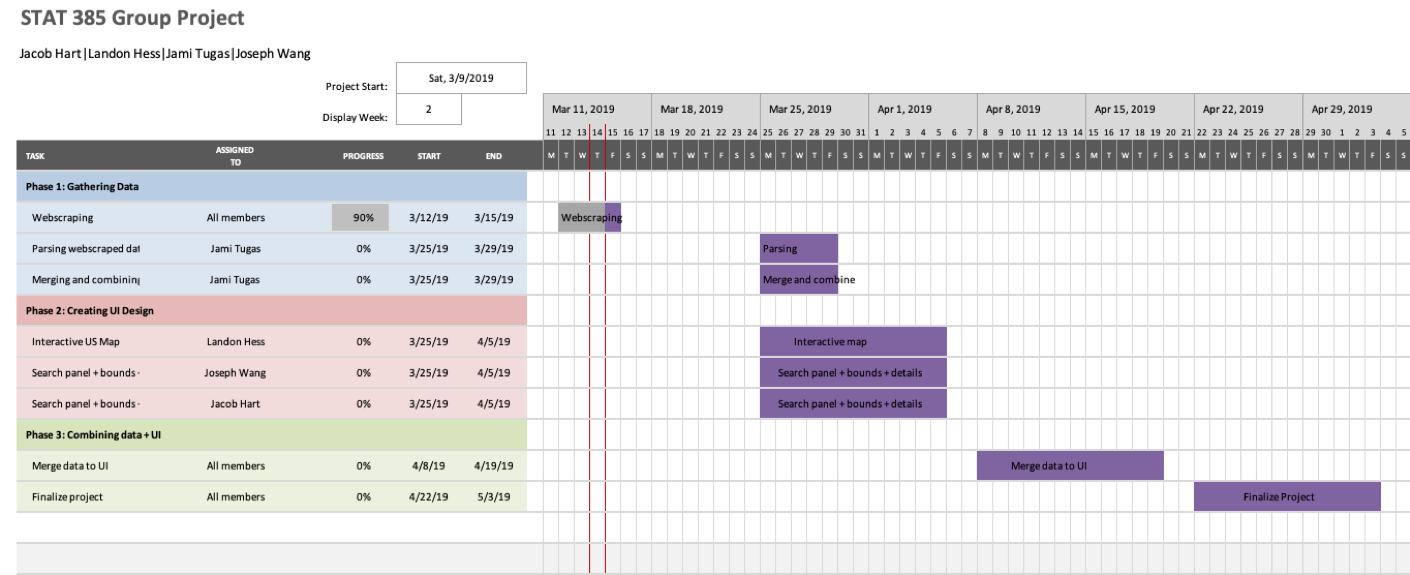 STAT 385 Group Project
Jacob Hart|Landon Hess|Jami Tugas|Joseph Wang
Project Start: Sat, 3/9/2019
Display Week: 2
Mar 11, 2019 Mar 18, 2019 Mar 25, 2019 Apr 1, 2019 Apr 8, 2019 Apr 15, 2019 Apr 22, 2019 Apr 29, 2019
11 12 13 14 15 16 17 18 19 20 21 22 23 24 25 26 27 28 29 30 31 1 2 3 4 5 6 7 8 9 10 11 12 13 14 15 16 17 18 19 20 21 22 23 24 25 26 27 28 29 30 1 2 3 4 5
TASK ASSIGNED TO PROGRESS START END M T W T F S S M T W T F S S M T W T F S S M T W T F S S M T W T F S S M T W T F S S M T W T F S S M T W T F S S
Phase 1: Gathering Data
Webscraping All members 90% 3/12/19 3/15/19 Webscraping
Parsing webscraped dat Jami Tugas 0% 3/25/19 3/29/19 Parsing
Merging and combining Jami Tugas 0% 3/25/19 3/29/19 Merge and combine
Phase 2: Creating UI Design
Interactive US Map Landon Hess 0% 3/25/19 4/5/19 Interactive map
Search panel + bounds - Joseph Wang 0% 3/25/19 4/5/19 Search panel + bounds + details
Search panel + bounds - Jacob Hart 0% 3/25/19 4/5/19 Search panel + bounds + details
Phase 3: Combining data + UI
Merge data to UI All members 0% 4/8/19 4/19/19 Merge data to UI
Finalize project All members 0% 4/22/19 5/3/19 Finalize Project